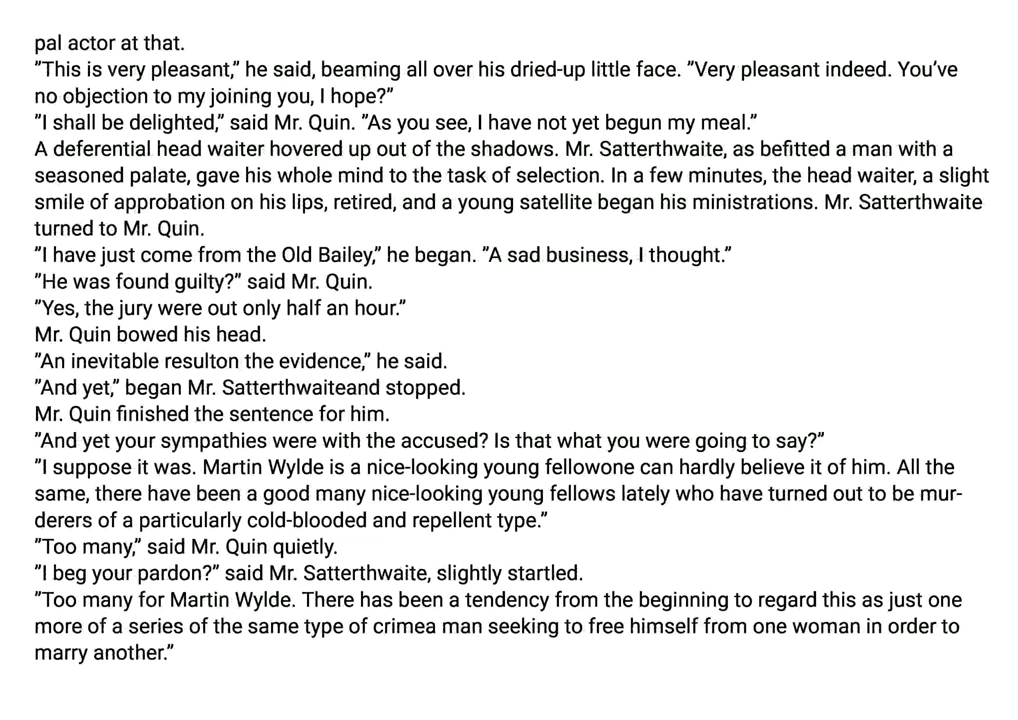 pal actor at that.
”This is very pleasant,” he said, beaming all over his dried-up little face. ”Very pleasant indeed. You’ve
no objection to my joining you, I hope?”
”I shall be delighted,” said Mr. Quin. ”As you see, I have not yet begun my meal.”
A deferential head waiter hovered up out of the shadows. Mr. Satterthwaite, as befitted a man with a
seasoned palate, gave his whole mind to the task of selection. In a few minutes, the head waiter, a slight
smile of approbation on his lips, retired, and a young satellite began his ministrations. Mr. Satterthwaite
turned to Mr. Quin.
”I have just come from the Old Bailey,” he began. ”A sad business, I thought.”
”He was found guilty?” said Mr. Quin.
”Yes, the jury were out only half an hour.”
Mr. Quin bowed his head.
”An inevitable resulton the evidence,” he said.
”And yet,” began Mr. Satterthwaiteand stopped.
Mr. Quin finished the sentence for him.
”And yet your sympathies were with the accused? Is that what you were going to say?”
”I suppose it was. Martin Wylde is a nice-looking young fellowone can hardly believe it of him. All the
same, there have been a good many nice-looking young fellows lately who have turned out to be mur-
derers of a particularly cold-blooded and repellent type.”
”Too many,” said Mr. Quin quietly.
”I beg your pardon?” said Mr. Satterthwaite, slightly startled.
”Too many for Martin Wylde. There has been a tendency from the beginning to regard this as just one
more of a series of the same type of crimea man seeking to free himself from one woman in order to
marry another.”